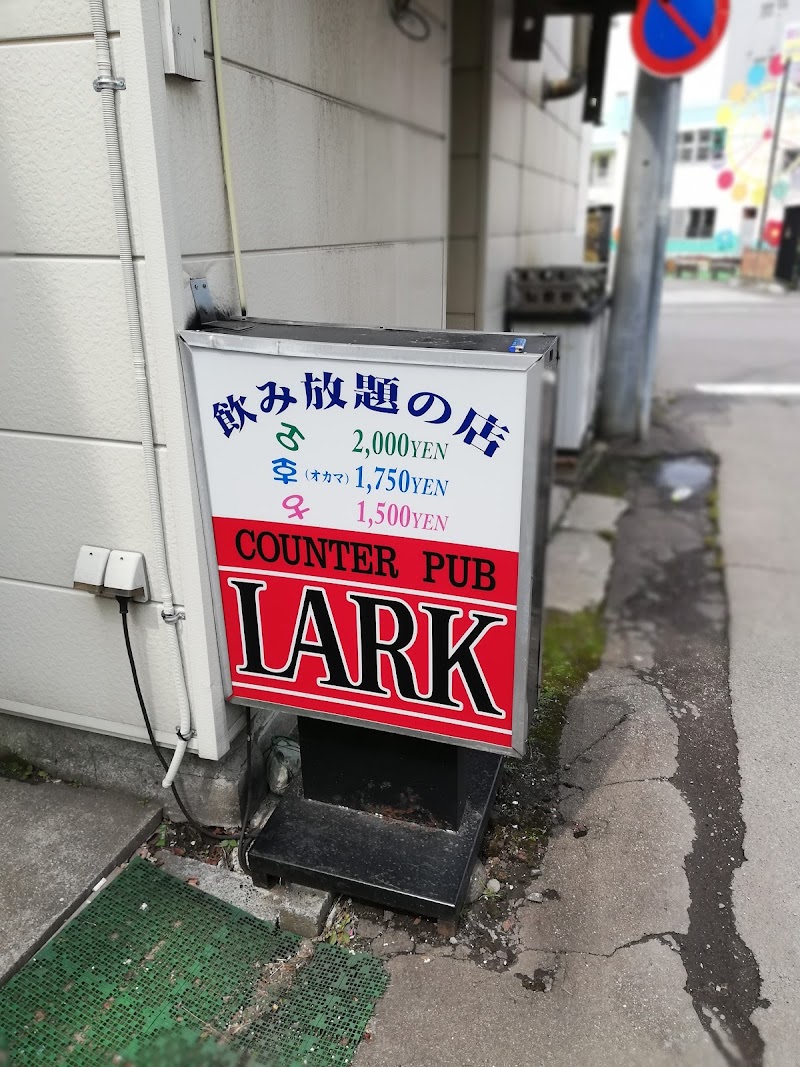 飲み放題の店
♂ 2,000YEN
⚨ (オカマ) 1,750YEN
♀ 1,500YEN
COUNTER PUB
LARK